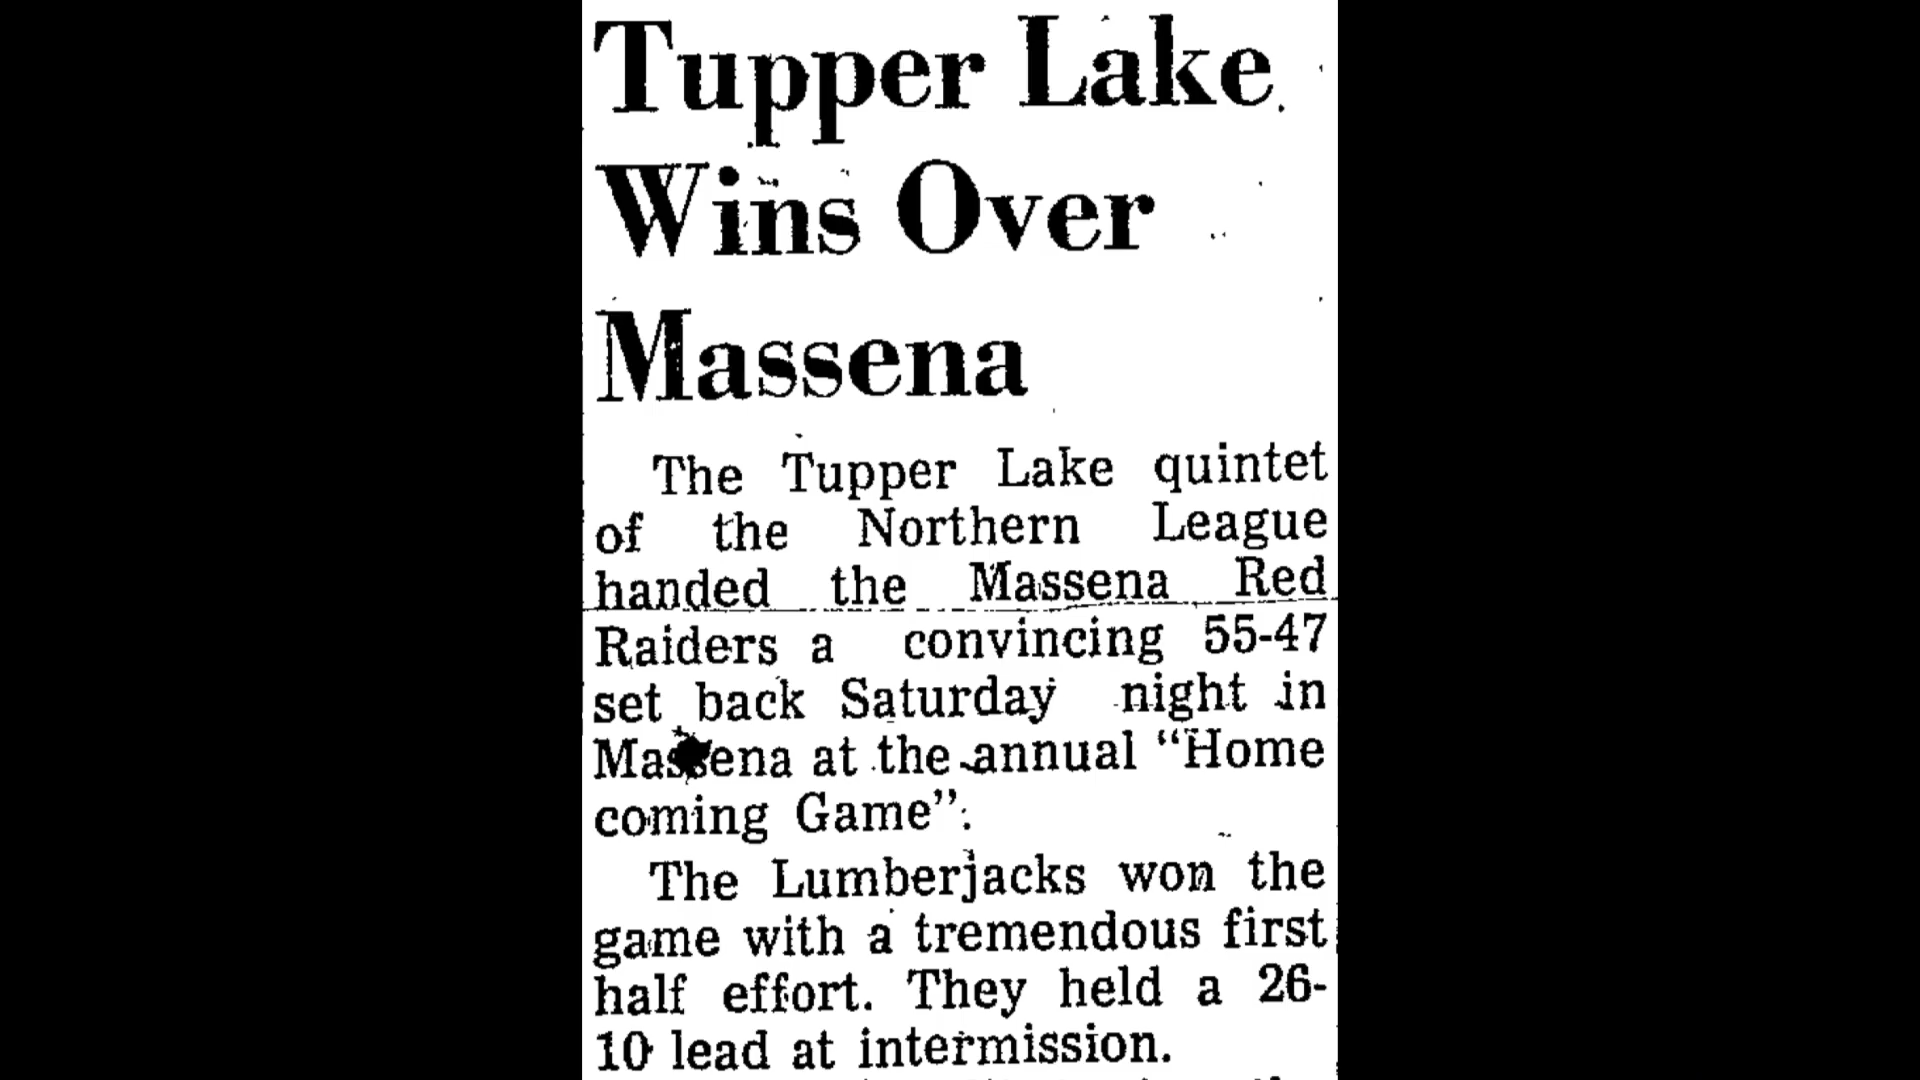 Tupper Lake
Wins Over
Massena
The Tupper Lake quintet
of the Northern League
handed the Massena Red
Raiders a convincing 55-47
set back Saturday night in
Massena at the annual "Home
coming Game".
The Lumberjacks won the
game with a tremendous first
half effort. They held a 26-
10 lead at intermission.